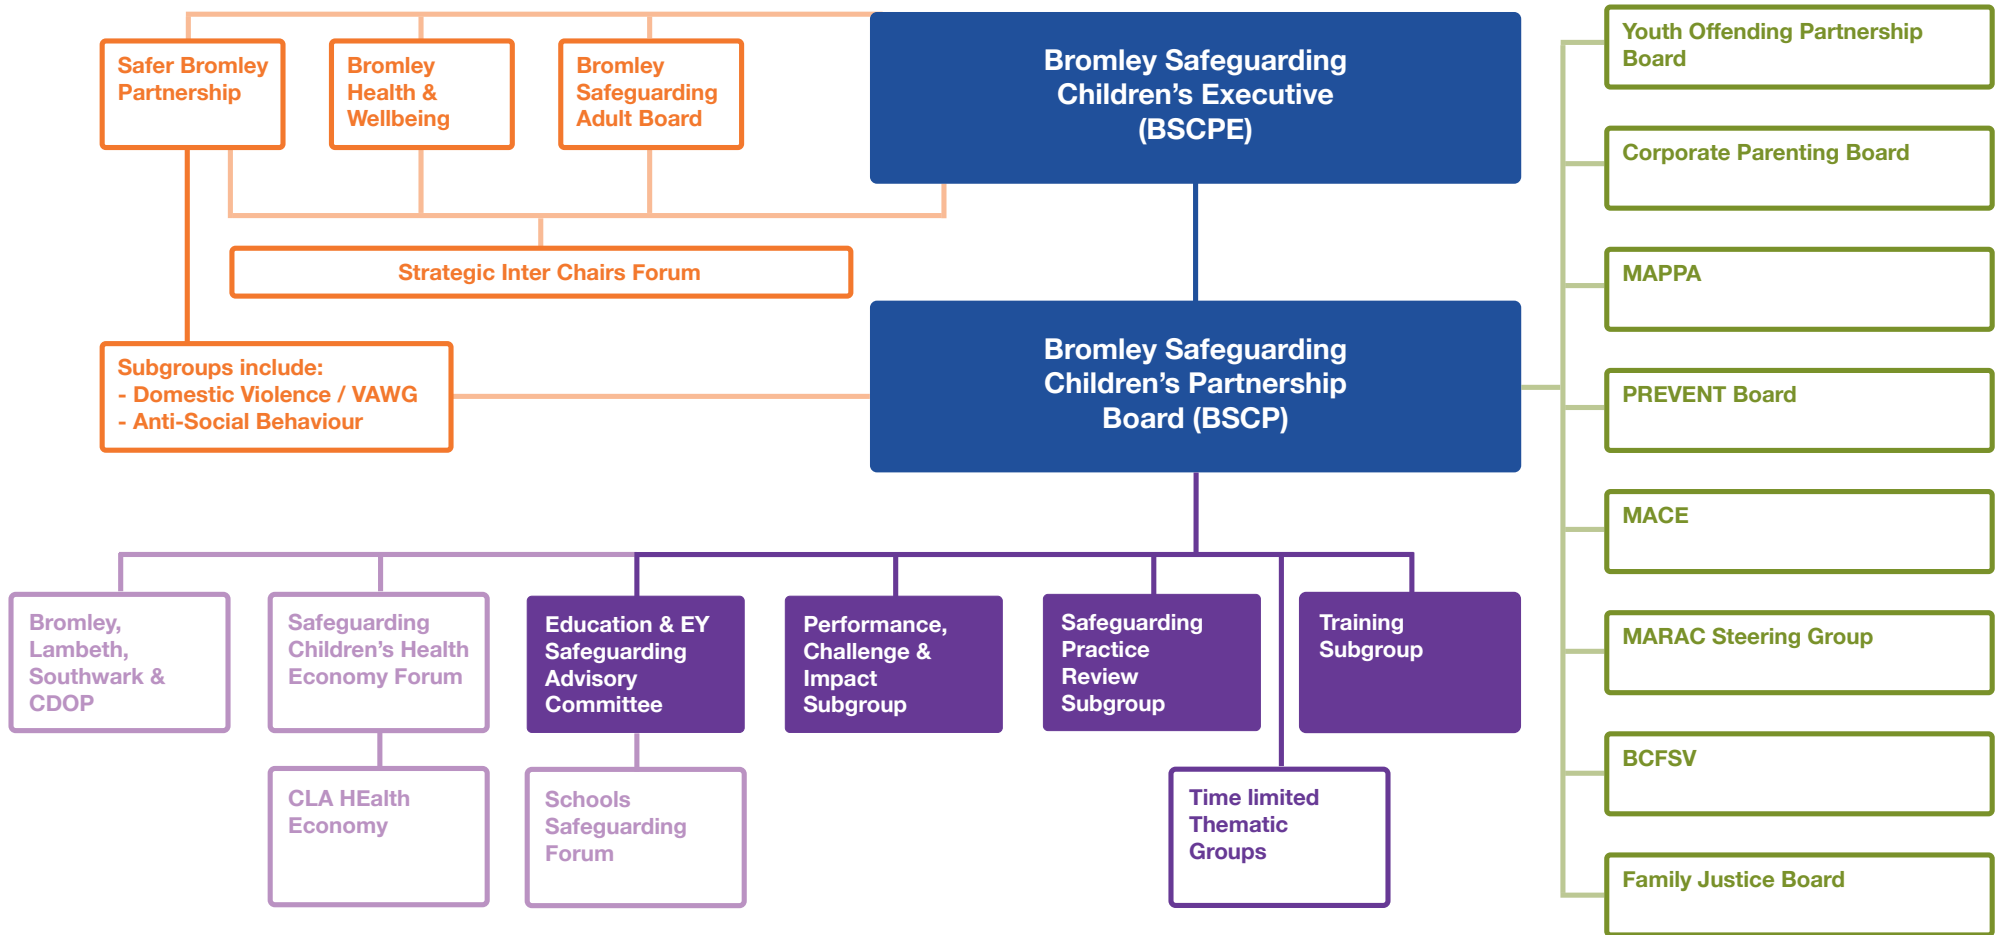 Safer Bromley
Partnership
Bromley
Health &
Wellbeing
Bromley
Safeguarding
Adult Board
Bromley Safeguarding
Children’s Executive
(BSCPE)
Strategic Inter Chairs Forum
Subgroups include:
- Domestic Violence / VAWG
- Anti-Social Behaviour
Bromley Safeguarding
Children’s Partnership
Board (BSCP)
Bromley,
Lambeth,
Southwark &
CDOP
Safeguarding
Children’s Health
Economy Forum
Education & EY
Safeguarding
Advisory
Committee
Performance,
Challenge &
Impact
Subgroup
Safeguarding
Practice
Review
Subgroup
Training
Subgroup
CLA HEalth
Economy
Schools
Safeguarding
Forum
Time limited
Thematic
Groups
Youth Offending Partnership
Board
Corporate Parenting Board
MAPPA
PREVENT Board
MACE
MARAC Steering Group
BCFSV
Family Justice Board